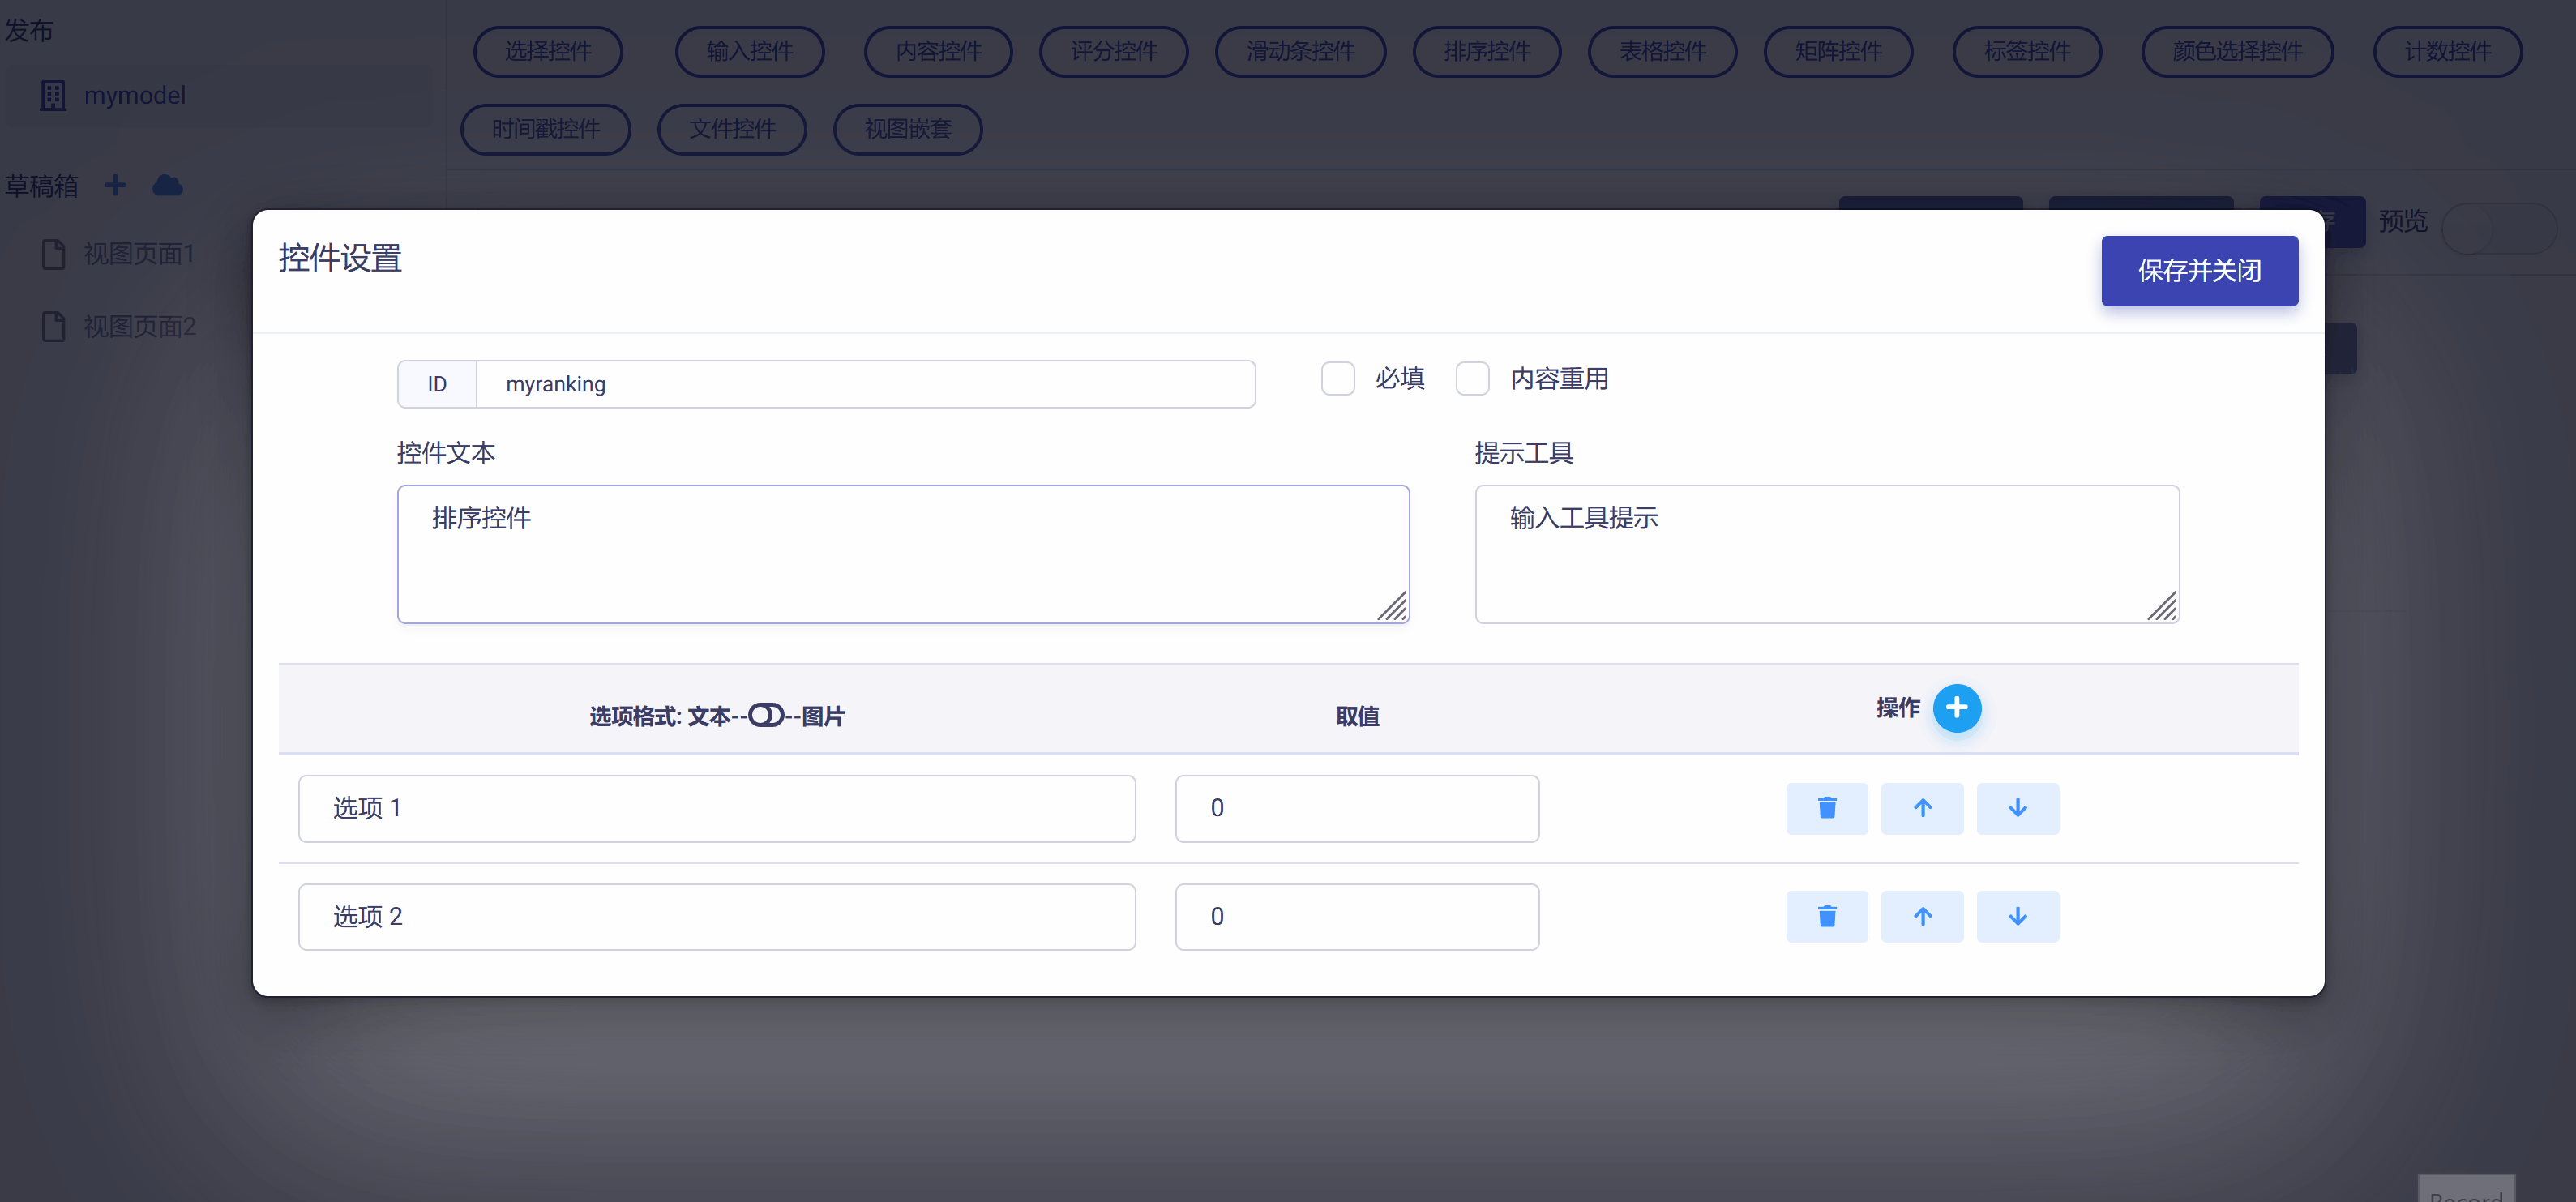 发布
mymodel
草稿箱
视图页面1
视图页面2
选择控件 输入控件 内容控件 评分控件 滑动条控件 排序控件 表格控件 矩阵控件 标签控件 颜色选择控件 计数控件
时间戳控件 文件控件 视图嵌套
存 预览
控件设置
保存并关闭
ID myranking
必填 内容重用
控件文本 提示工具
排序控件 输入工具提示
选项格式: 文本----图片 取值 操作
选项 1 0
选项 2 0
Record